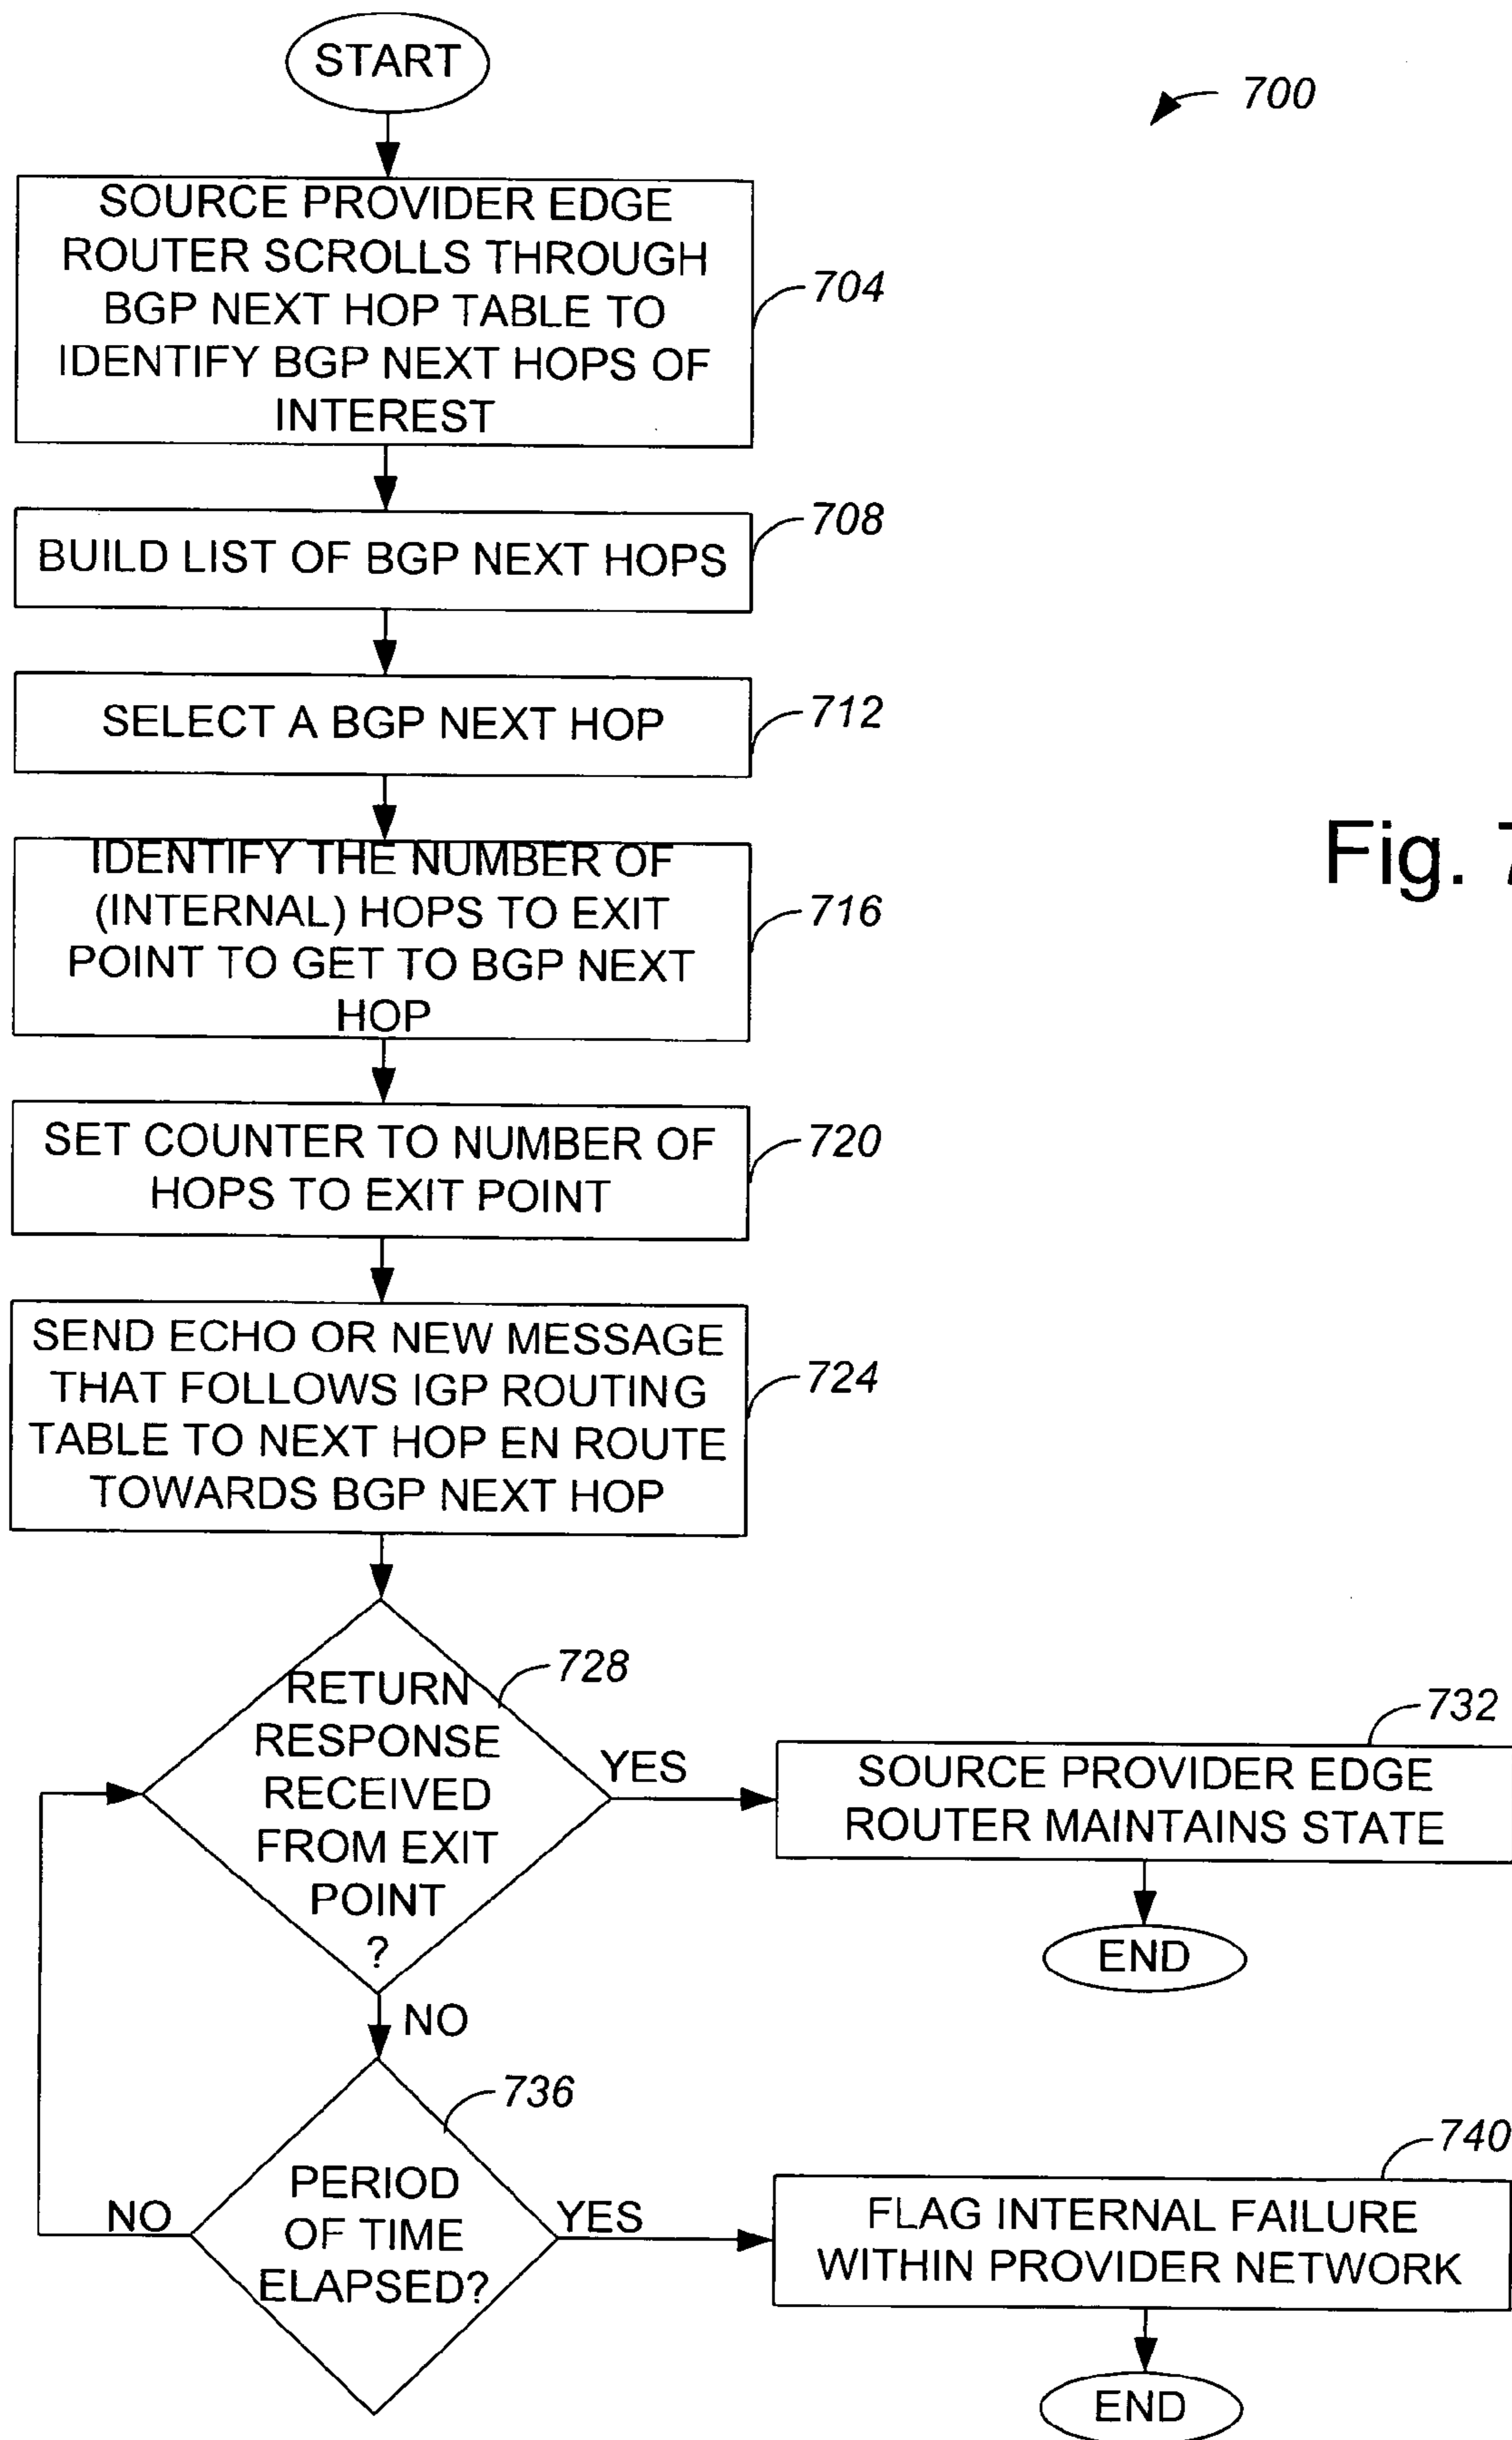 START
700
SOURCE PROVIDER EDGE
ROUTER SCROLLS THROUGH
BGP NEXT HOP TABLE TO
IDENTIFY BGP NEXT HOPS OF
INTEREST
704
BUILD LIST OF BGP NEXT HOPS
708
SELECT A BGP NEXT HOP
712
IDENTIFY THE NUMBER OF
(INTERNAL) HOPS TO EXIT
POINT TO GET TO BGP NEXT
HOP
716
Fig. 7
SET COUNTER TO NUMBER OF
HOPS TO EXIT POINT
720
SEND ECHO OR NEW MESSAGE
THAT FOLLOWS IGP ROUTING
TABLE TO NEXT HOP EN ROUTE
TOWARDS BGP NEXT HOP
724
RETURN
RESPONSE
RECEIVED
FROM EXIT
POINT
?
728
YES
SOURCE PROVIDER EDGE
ROUTER MAINTAINS STATE
732
END
NO
PERIOD
OF TIME
ELAPSED?
736
NO
YES
FLAG INTERNAL FAILURE
WITHIN PROVIDER NETWORK
740
END